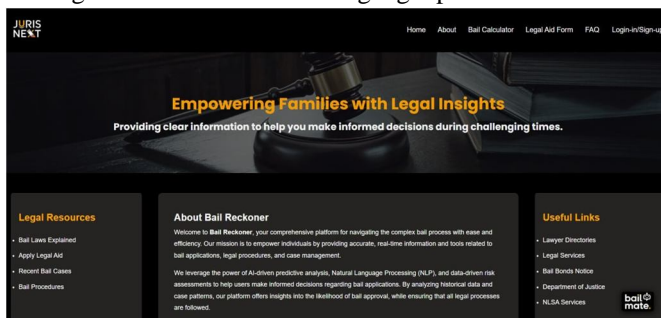 JURIS
NEXT
Home About Bail Calculator Legal Aid Form FAQ Login-in/Sign-up
Empowering Families with Legal Insights
Providing clear information to help you make informed decisions during challenging times.
Legal Resources
• Bail Laws Explained
• Apply Legal Aid
• Recent Bail Cases
• Bail Procedures
About Bail Reckoner
Welcome to Bail Reckoner, your comprehensive platform for navigating the complex bail process with ease and
efficiency. Our mission is to empower individuals by providing accurate, real-time information and tools related to
bail applications, legal procedures, and case management.
We leverage the power of AI-driven predictive analysis, Natural Language Processing (NLP), and data-driven risk
assessments to help users make informed decisions regarding bail applications. By analyzing historical data and
case patterns, our platform offers insights into the likelihood of bail approval, while ensuring that all legal processes
are followed.
Useful Links
• Lawyer Directories
• Legal Services
• Bail Bonds Notice
• Department of Justice
• NLSA Services
bail
mate.